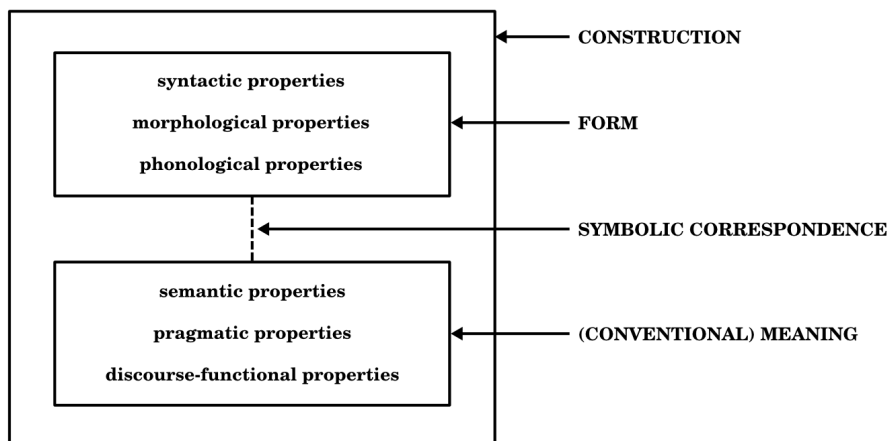 CONSTRUCTION
syntactic properties
morphological properties
phonological properties
FORM
SYMBOLIC CORRESPONDENCE
semantic properties
pragmatic properties
discourse-functional properties
(CONVENTIONAL) MEANING